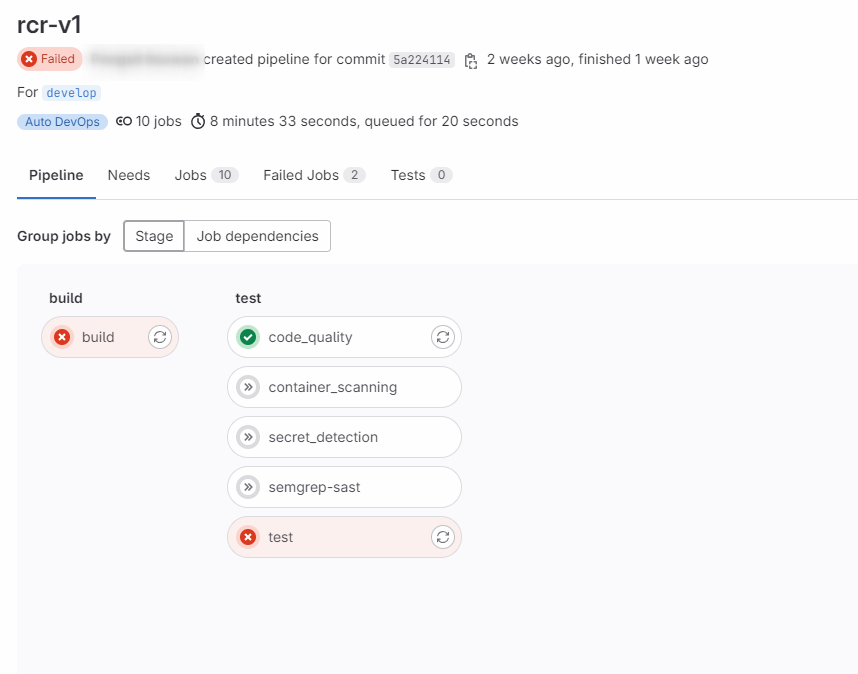 rcr-v1
Failed created pipeline for commit 5a224114 2 weeks ago, finished 1 week ago
For develop
Auto DevOps 10 jobs 8 minutes 33 seconds, queued for 20 seconds
Pipeline Needs Jobs 10 Failed Jobs 2 Tests 0
Group jobs by Stage Job dependencies
build
build
test
code_quality
container_scanning
secret_detection
semgrep-sast
test